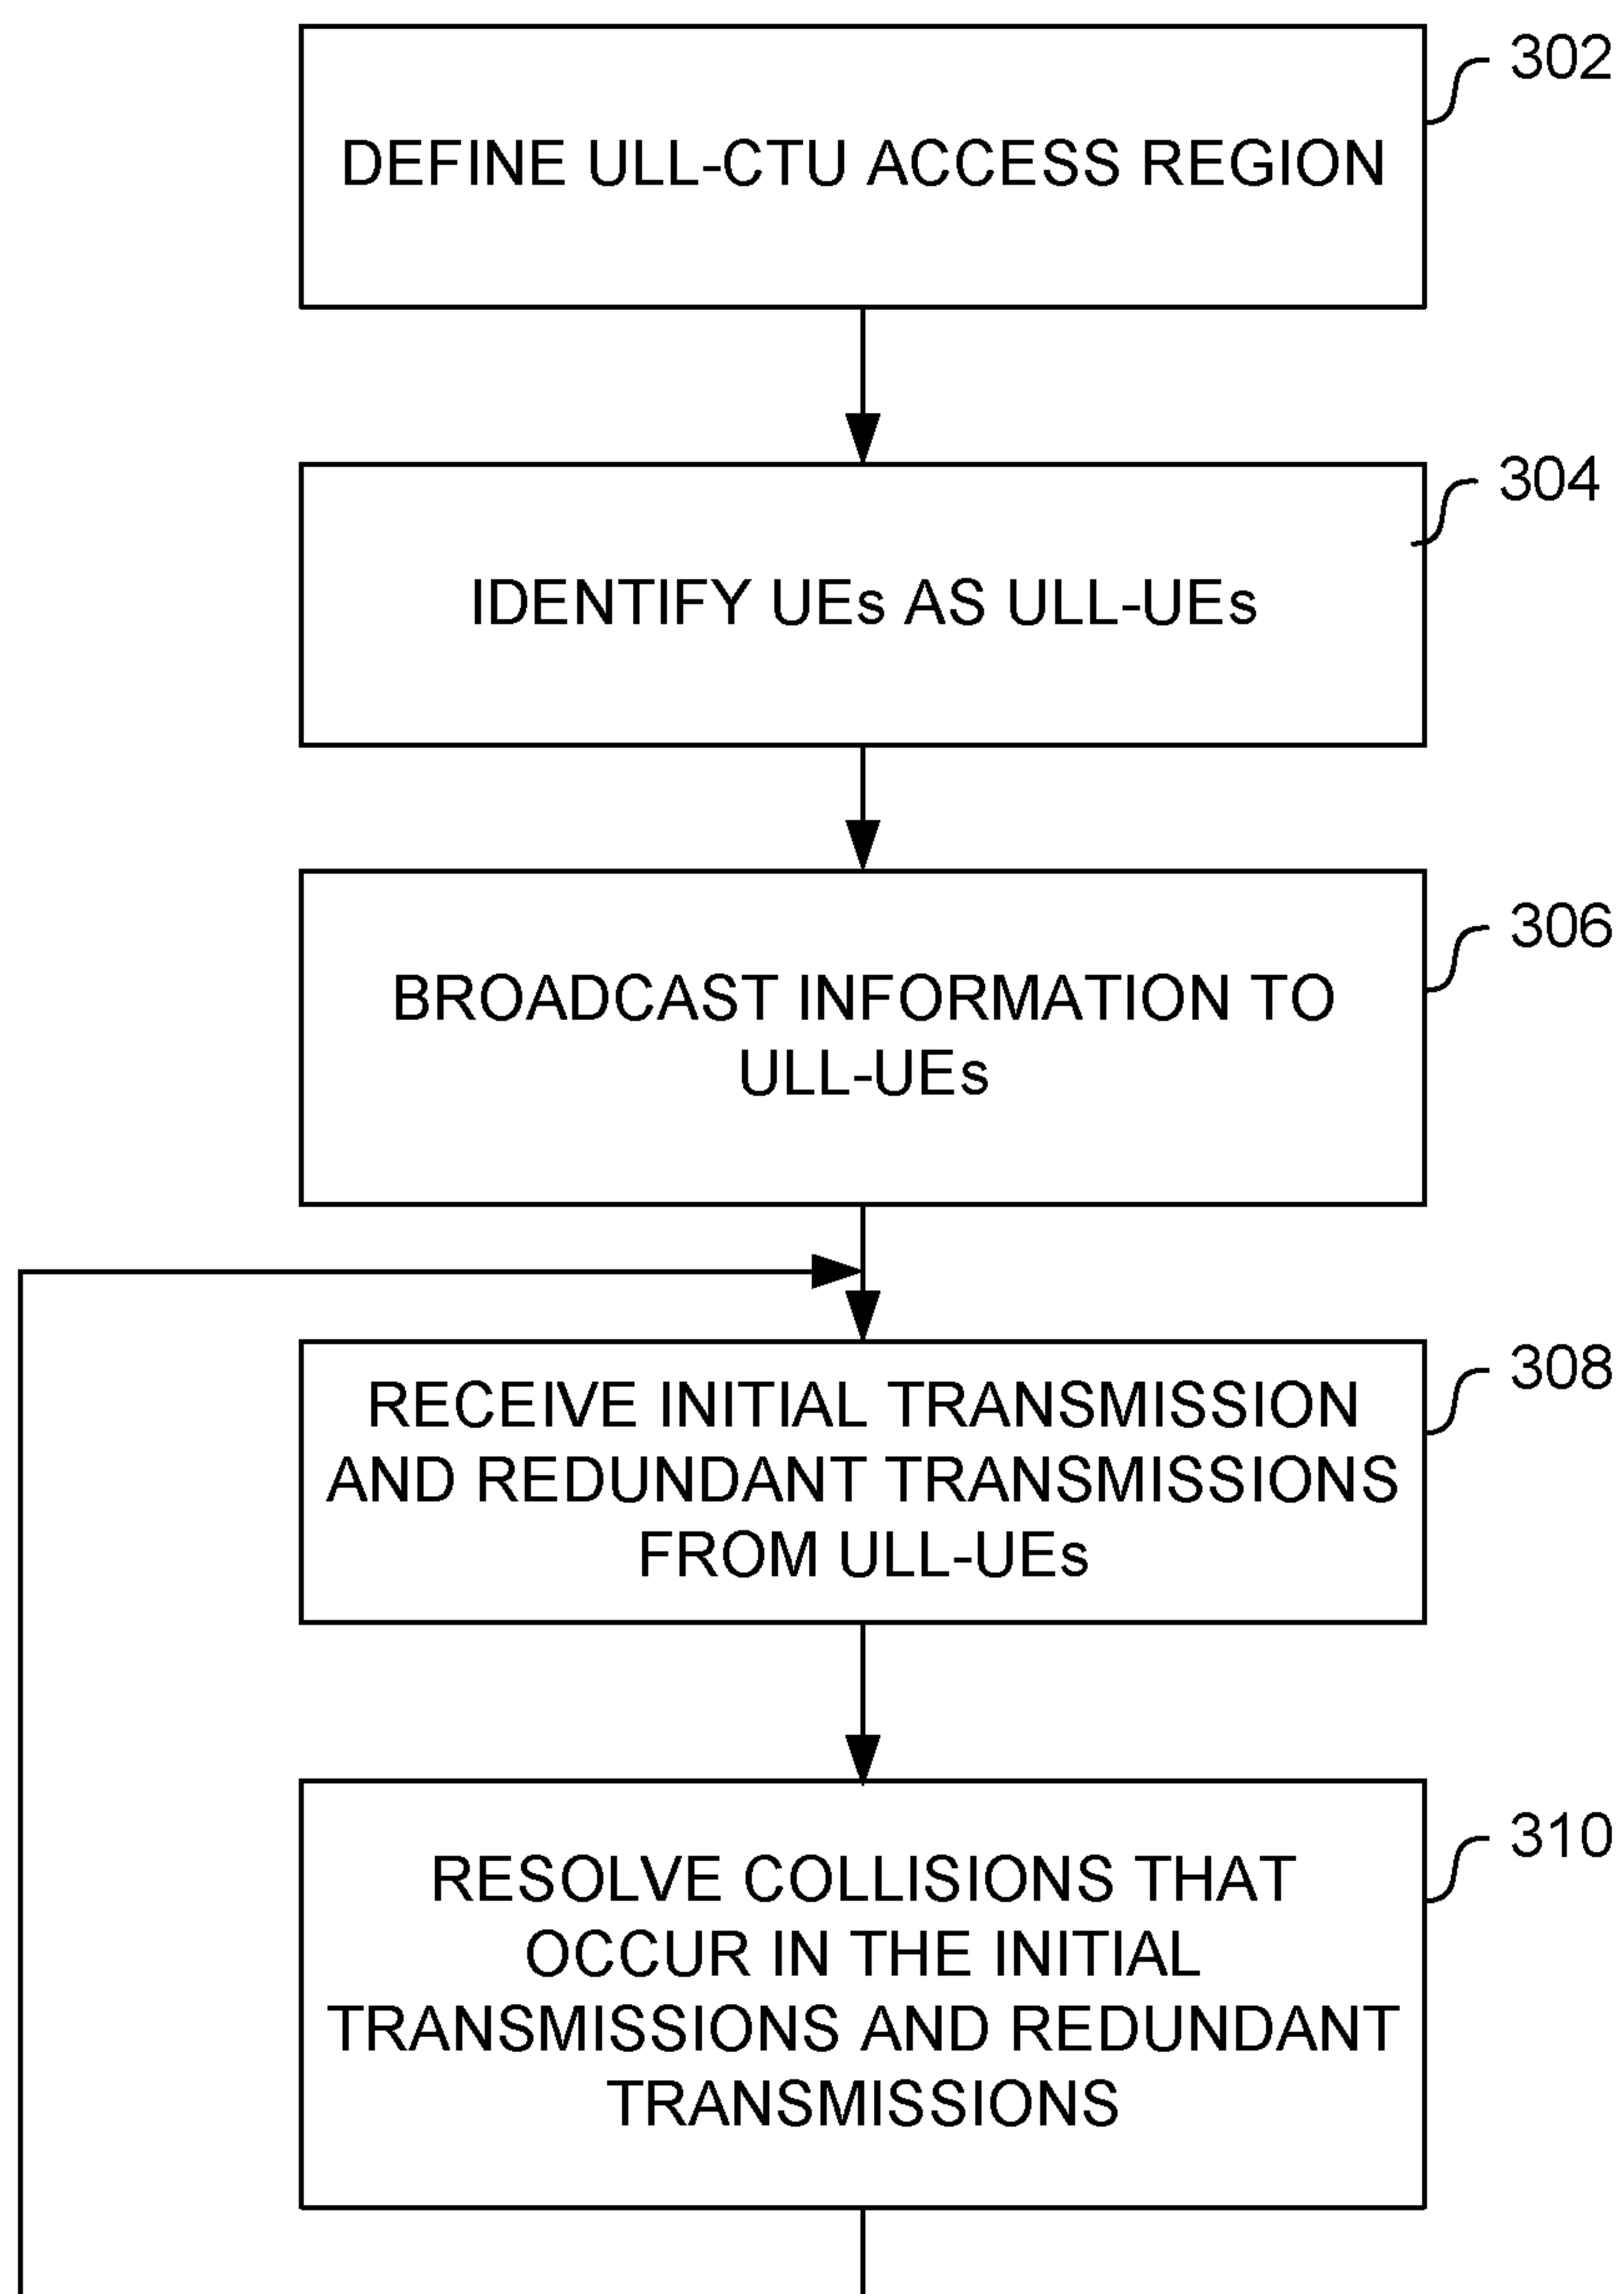 302
DEFINE ULL-CTU ACCESS REGION
304
IDENTIFY UEs AS ULL-UEs
306
BROADCAST INFORMATION TO
ULL-UEs
308
RECEIVE INITIAL TRANSMISSION
AND REDUNDANT TRANSMISSIONS
FROM ULL-UEs
310
RESOLVE COLLISIONS THAT
OCCUR IN THE INITIAL
TRANSMISSIONS AND REDUNDANT
TRANSMISSIONS